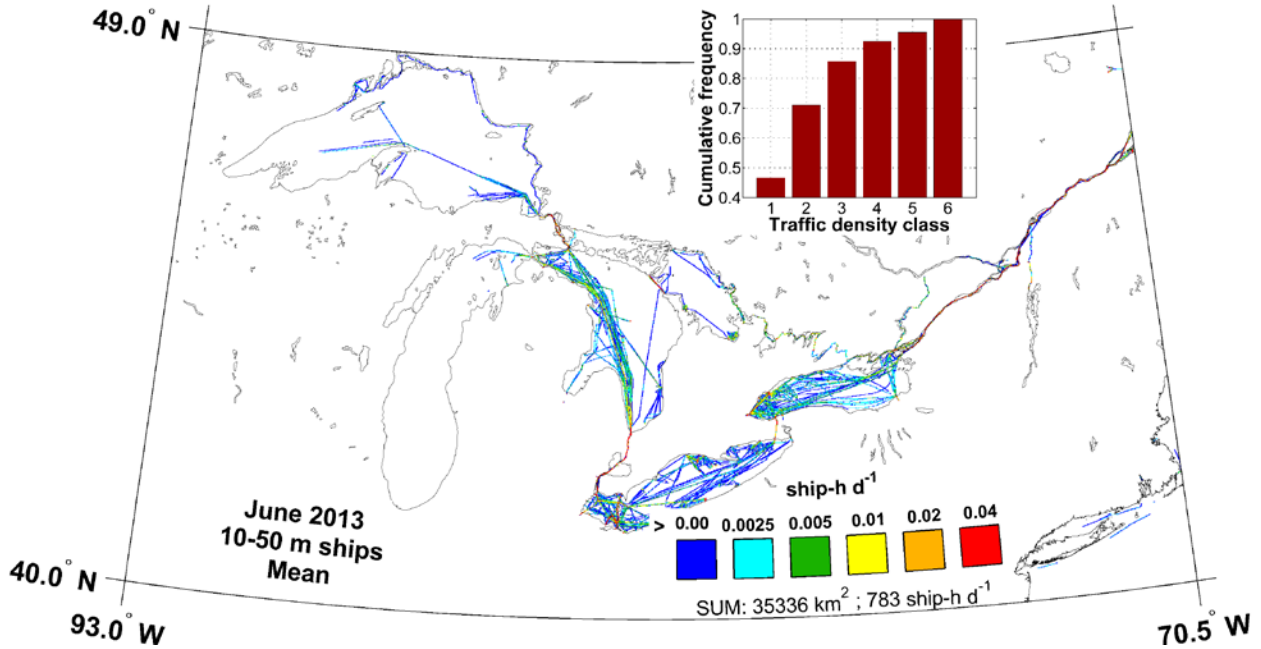 49.0° N
1
0.9
0.8
0.7
0.6
0.5
0.4
Cumulative frequency
1 2 3 4 5 6
Traffic density class
June 2013
10-50 m ships
Mean
ship-h d⁻¹
> 0.00 0.0025 0.005 0.01 0.02 0.04
SUM: 35336 km² ; 783 ship-h d⁻¹
40.0° N
93.0° W
70.5° W